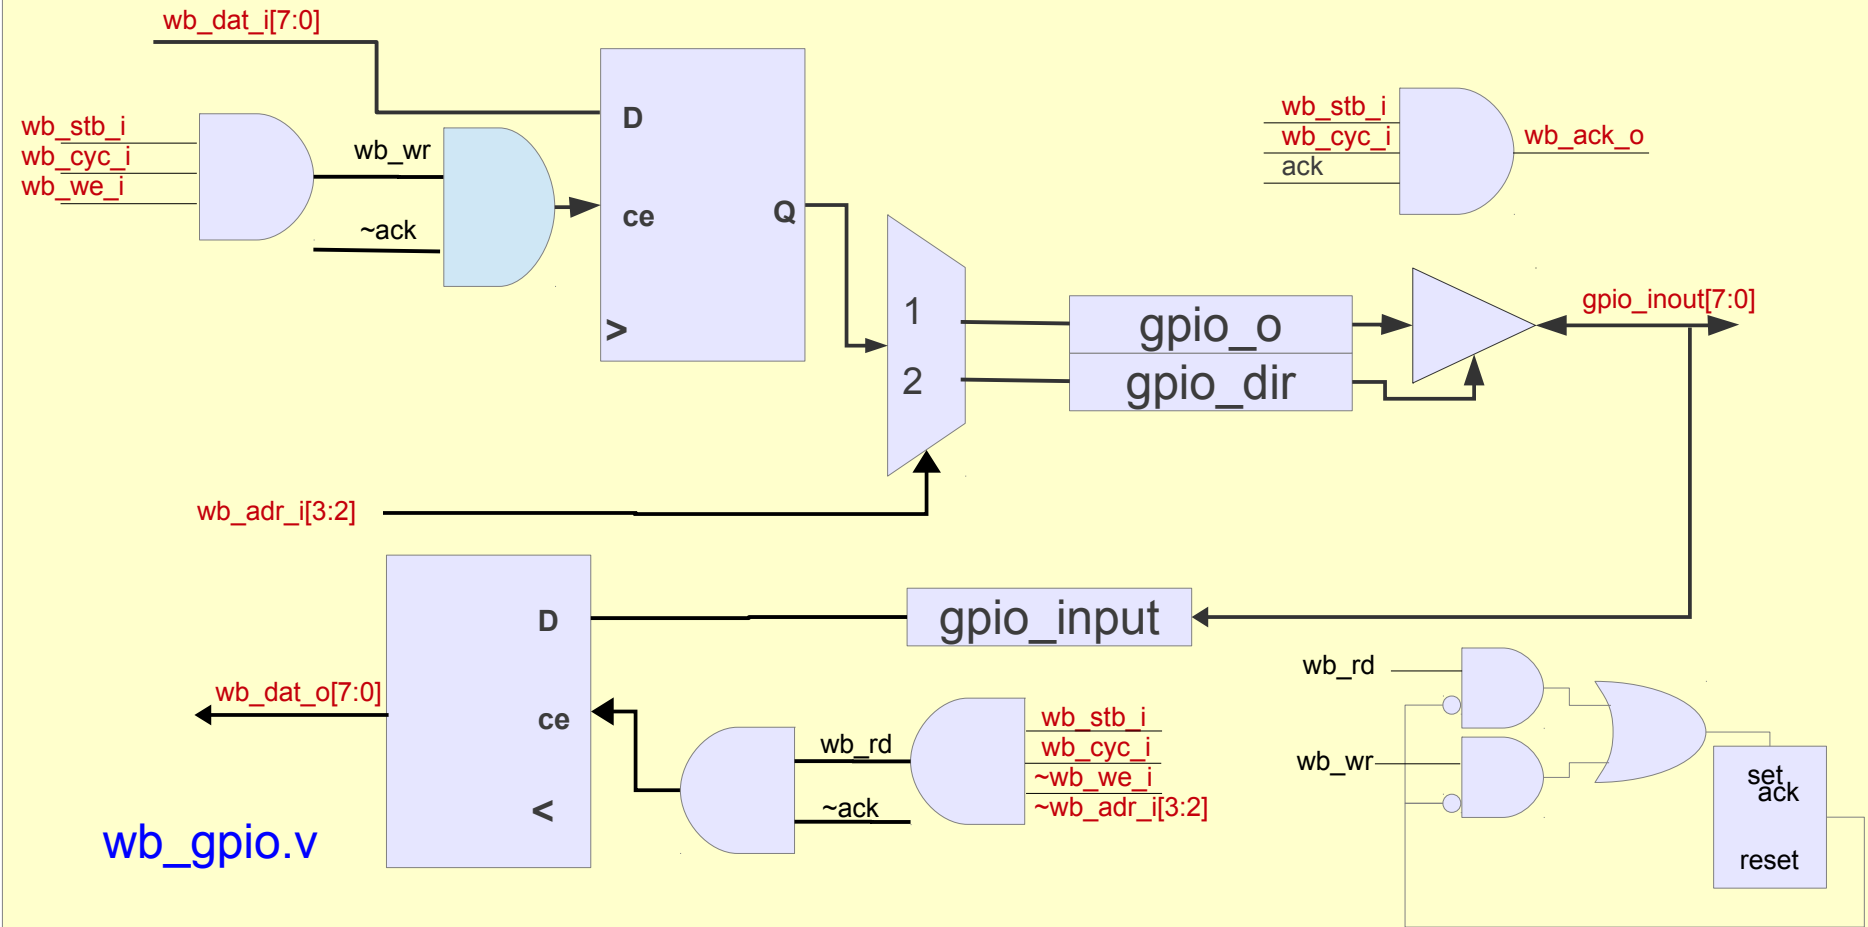 wb_dat_i[7:0]
wb_stb_i
wb_cyc_i
wb_we_i
wb_wr
~ack
D
ce
Q
>
wb_stb_i
wb_cyc_i
ack
wb_ack_o
1
2
gpio_o
gpio_dir
gpio_inout[7:0]
wb_adr_i[3:2]
D
ce
<
gpio_input
wb_dat_o[7:0]
wb_rd
~ack
wb_stb_i
wb_cyc_i
~wb_we_i
~wb_adr_i[3:2]
wb_rd
wb_wr
set
ack
reset
wb_gpio.v